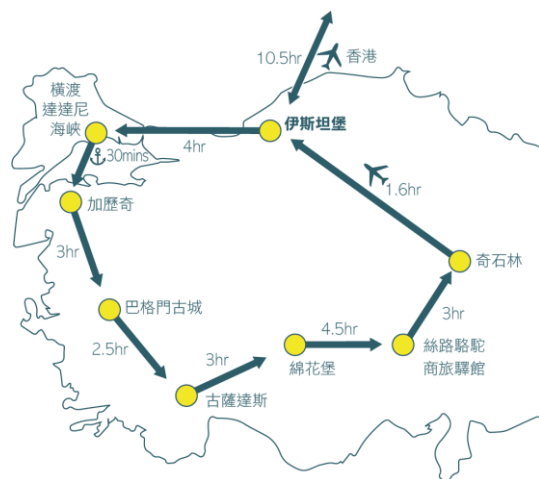 10.5hr
香港
橫渡
達達尼
海峽
伊斯坦堡
4hr
30mins
1.6hr
加歷奇
3hr
奇石林
巴格門古城
2.5hr
3hr
4.5hr
3hr
綿花堡
絲路駱駝
商旅驛館
古薩達斯